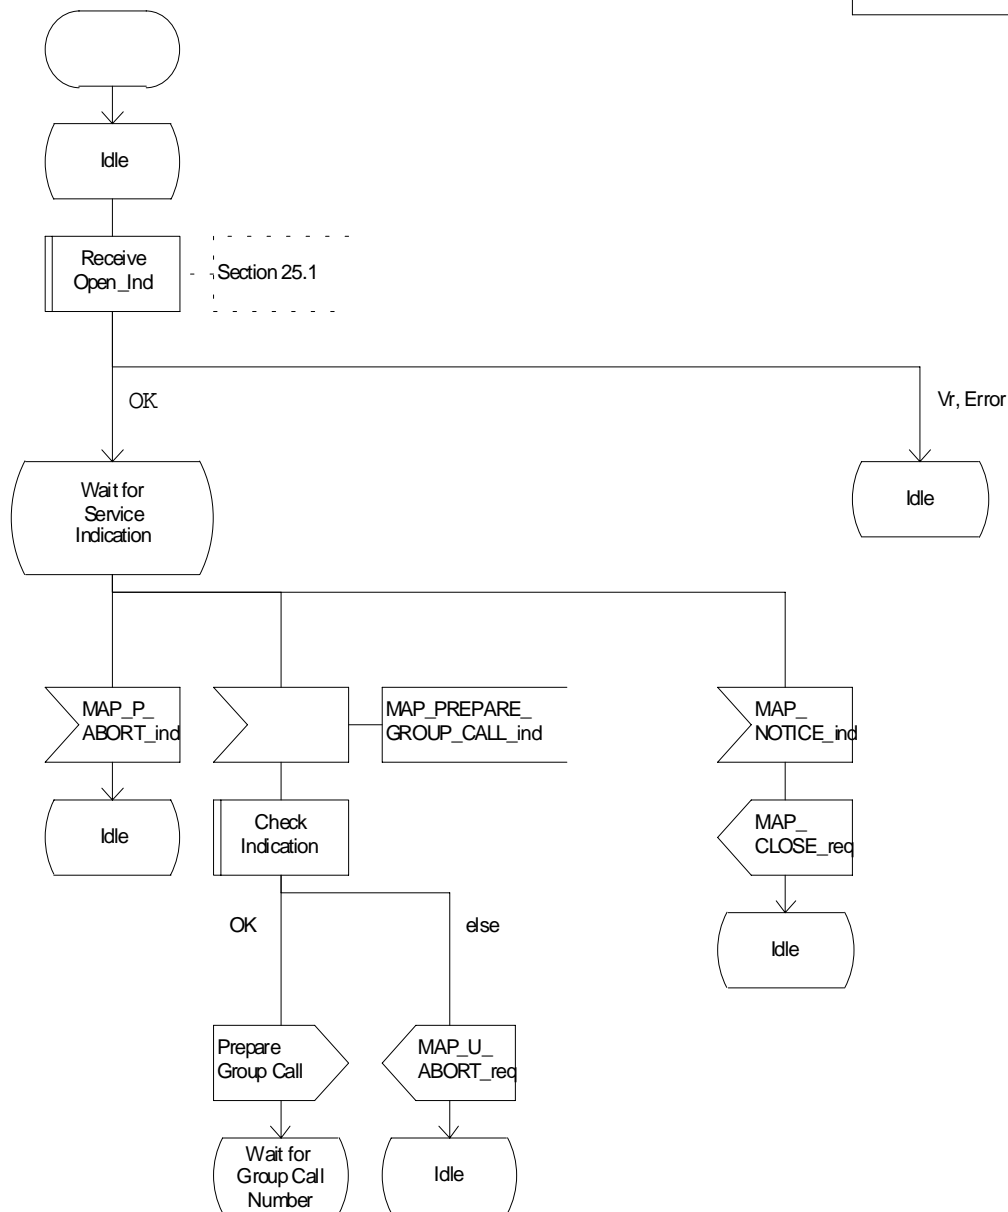 Idle
Receive
Open_Ind
Section 25.1
OK
Vr, Error
Wait for
Service
Indication
Idle
MAP_P_
ABORT_ind
MAP_PREPARE_
GROUP_CALL_ind
MAP_
NOTICE_ind
Idle
Check
Indication
MAP_
CLOSE_req
OK
else
Idle
Prepare
Group Call
MAP_U_
ABORT_req
Wait for
Group Call
Number
Idle